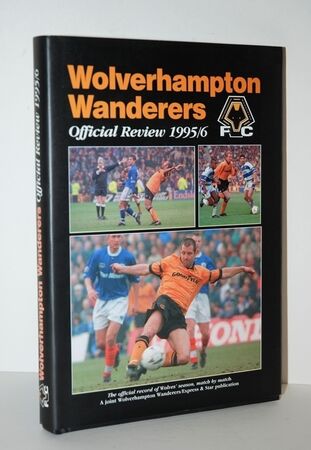 Wolverhampton
Wanderers
Official Review 1995/6
FC
GOODYEAR
The official record of Wolves' season, match by match.
A joint Wolverhampton Wanderers/Express & Star publication
Wolverhampton Wanderers Official Review 1995/6